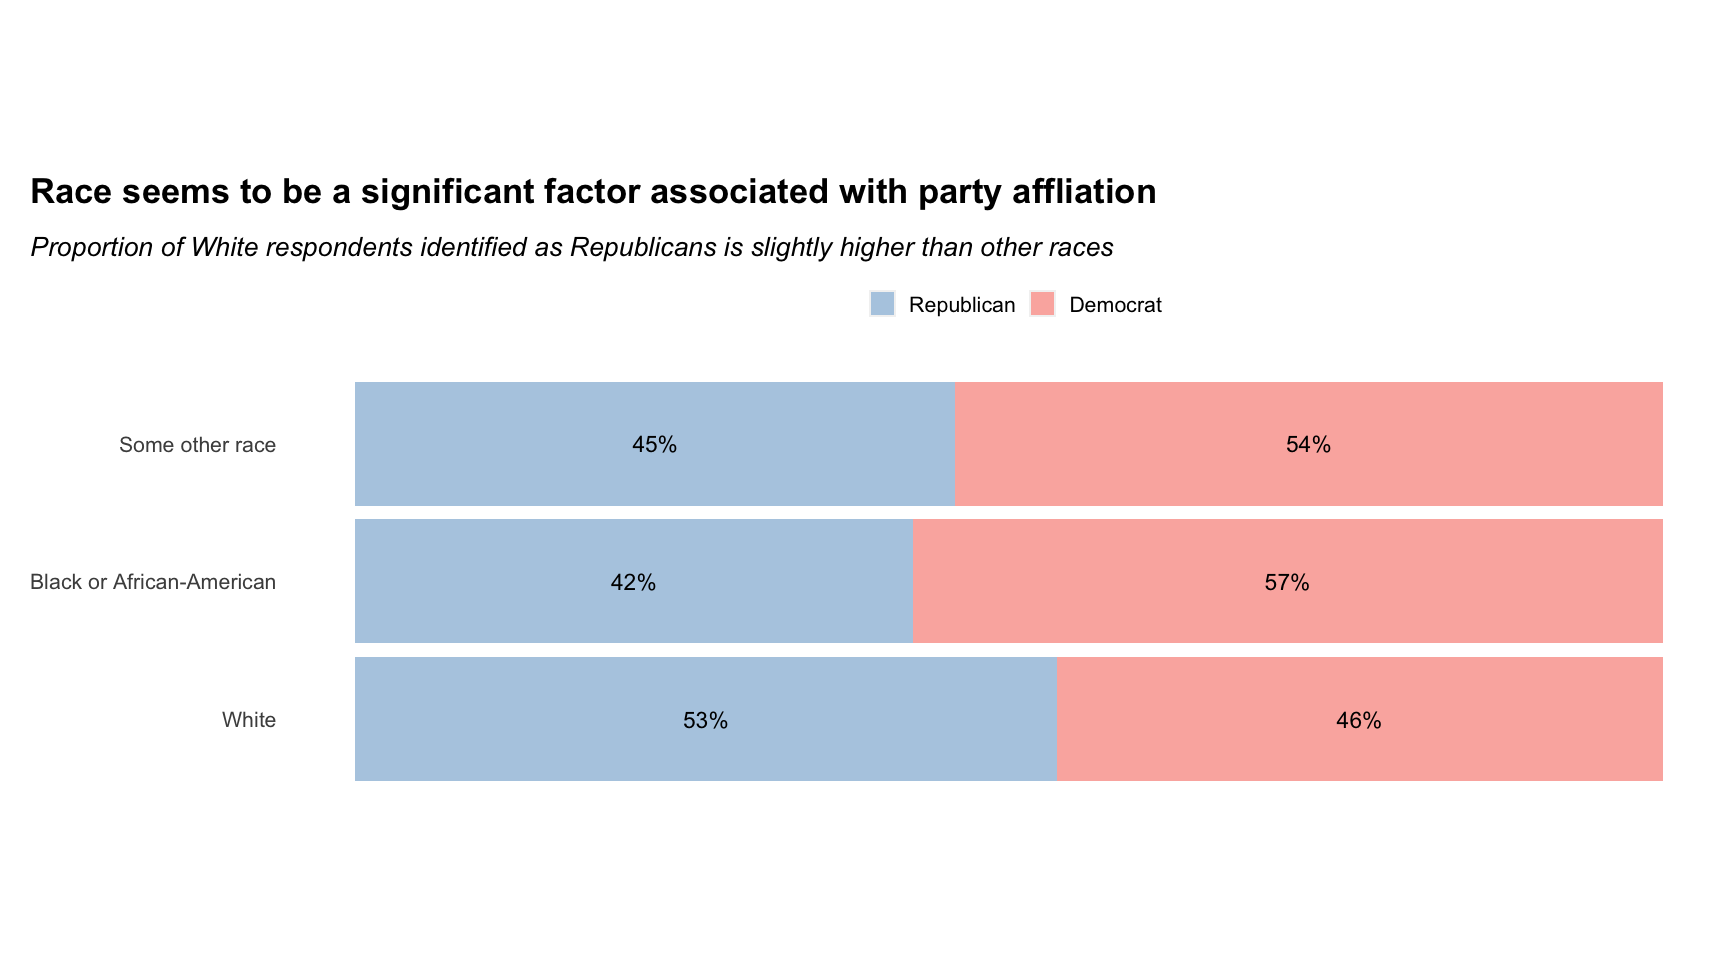 Race seems to be a significant factor associated with party affliation
Proportion of White respondents identified as Republicans is slightly higher than other races
Republican Democrat
Some other race 45% 54%
Black or African-American 42% 57%
White 53% 46%